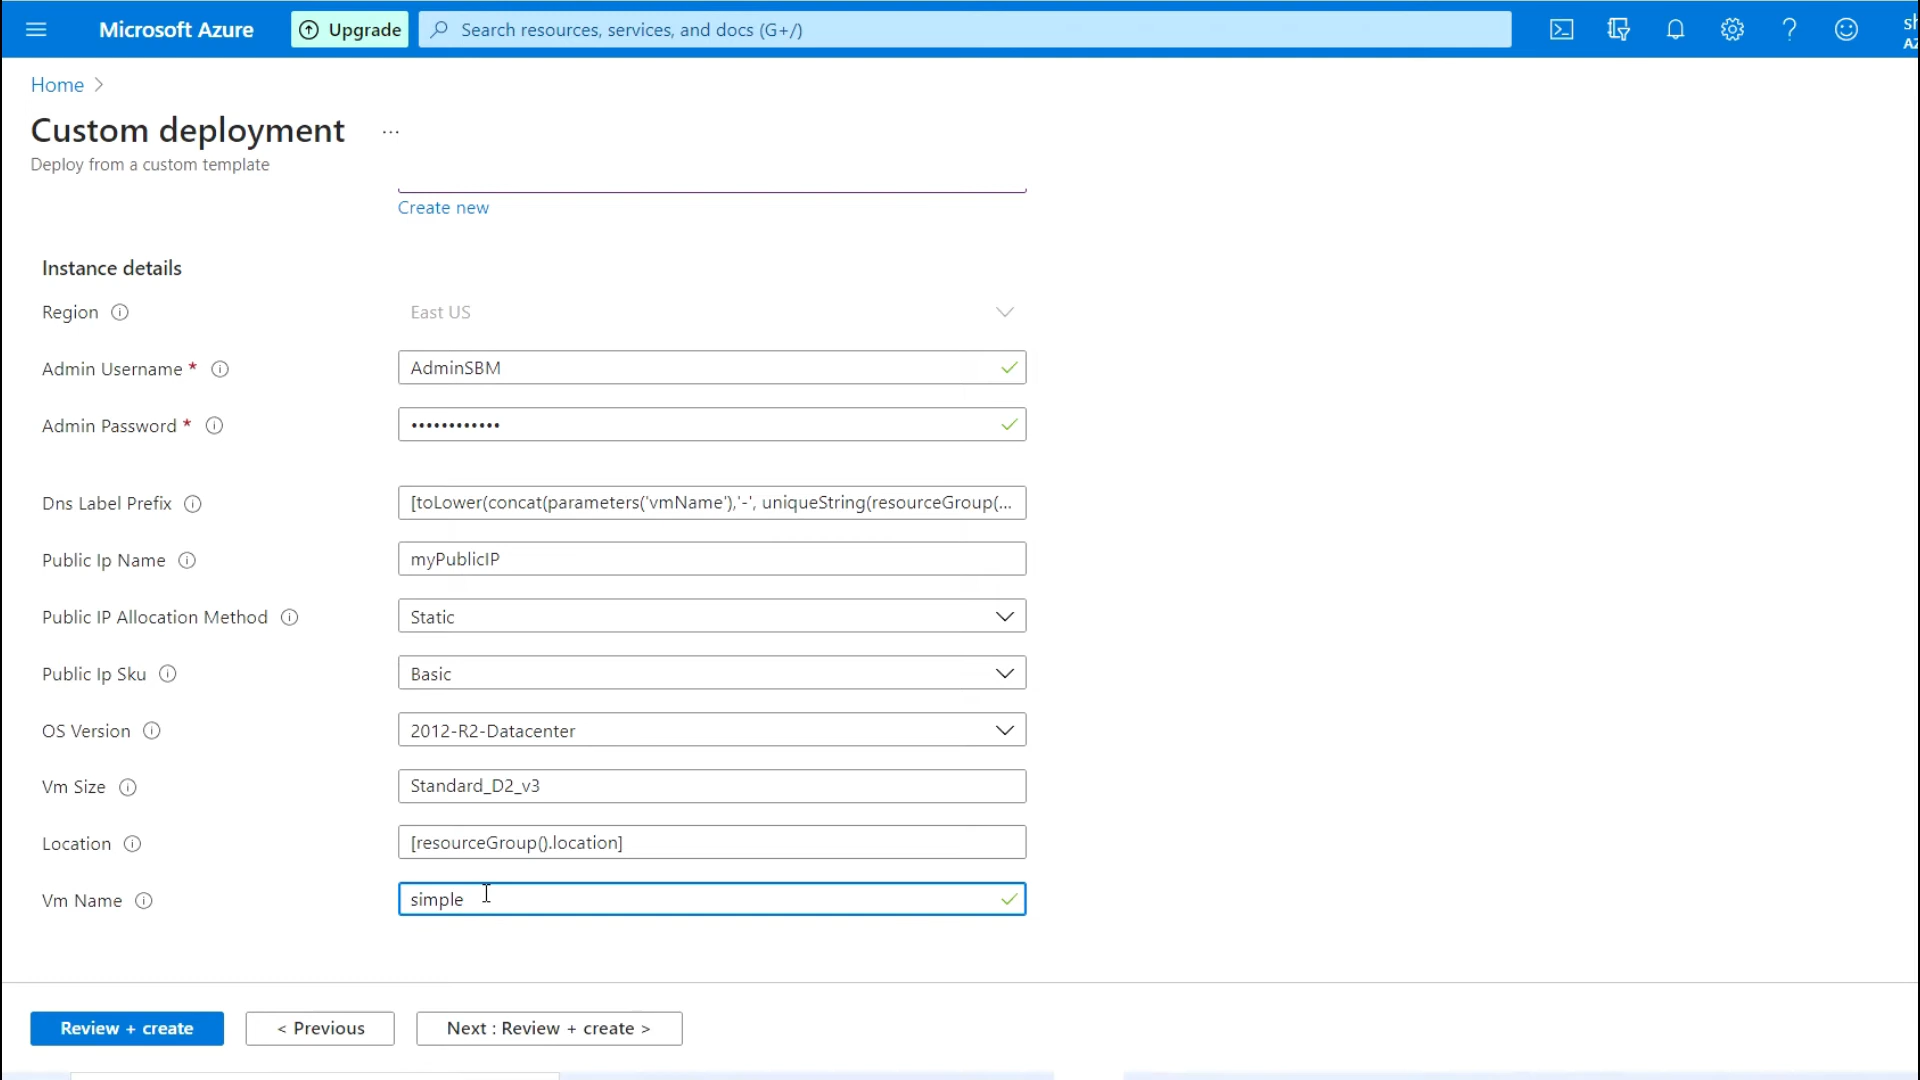 Microsoft Azure
Upgrade
Search resources, services, and docs (G+/)
Home
Custom deployment ...
Deploy from a custom template
Create new
Instance details
Region
East US
Admin Username *
AdminSBM
Admin Password *
••••••••••••
Dns Label Prefix
[toLower(concat(parameters('vmName'),'-', uniqueString(resourceGroup(...
Public Ip Name
myPublicIP
Public IP Allocation Method
Static
Public Ip Sku
Basic
OS Version
2012-R2-Datacenter
Vm Size
Standard_D2_v3
Location
[resourceGroup().location]
Vm Name
simple
Review + create
< Previous
Next : Review + create >